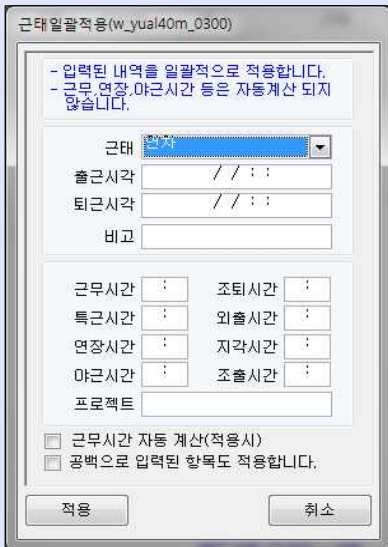 근태일괄적용(w_yual40m_0300)
- 입력된 내역을 일괄적으로 적용합니다.
- 근무,연장,야근시간 등은 자동계산 되지
않습니다.
근태 연차
출근시각 / / : :
퇴근시각 / / : :
비고
근무시간 : 조퇴시간 :
특근시간 : 외출시간 :
연장시간 : 지각시간 :
야근시간 : 조출시간 :
프로젝트
근무시간 자동 계산(적용시)
공백으로 입력된 항목도 적용합니다.
적용 취소